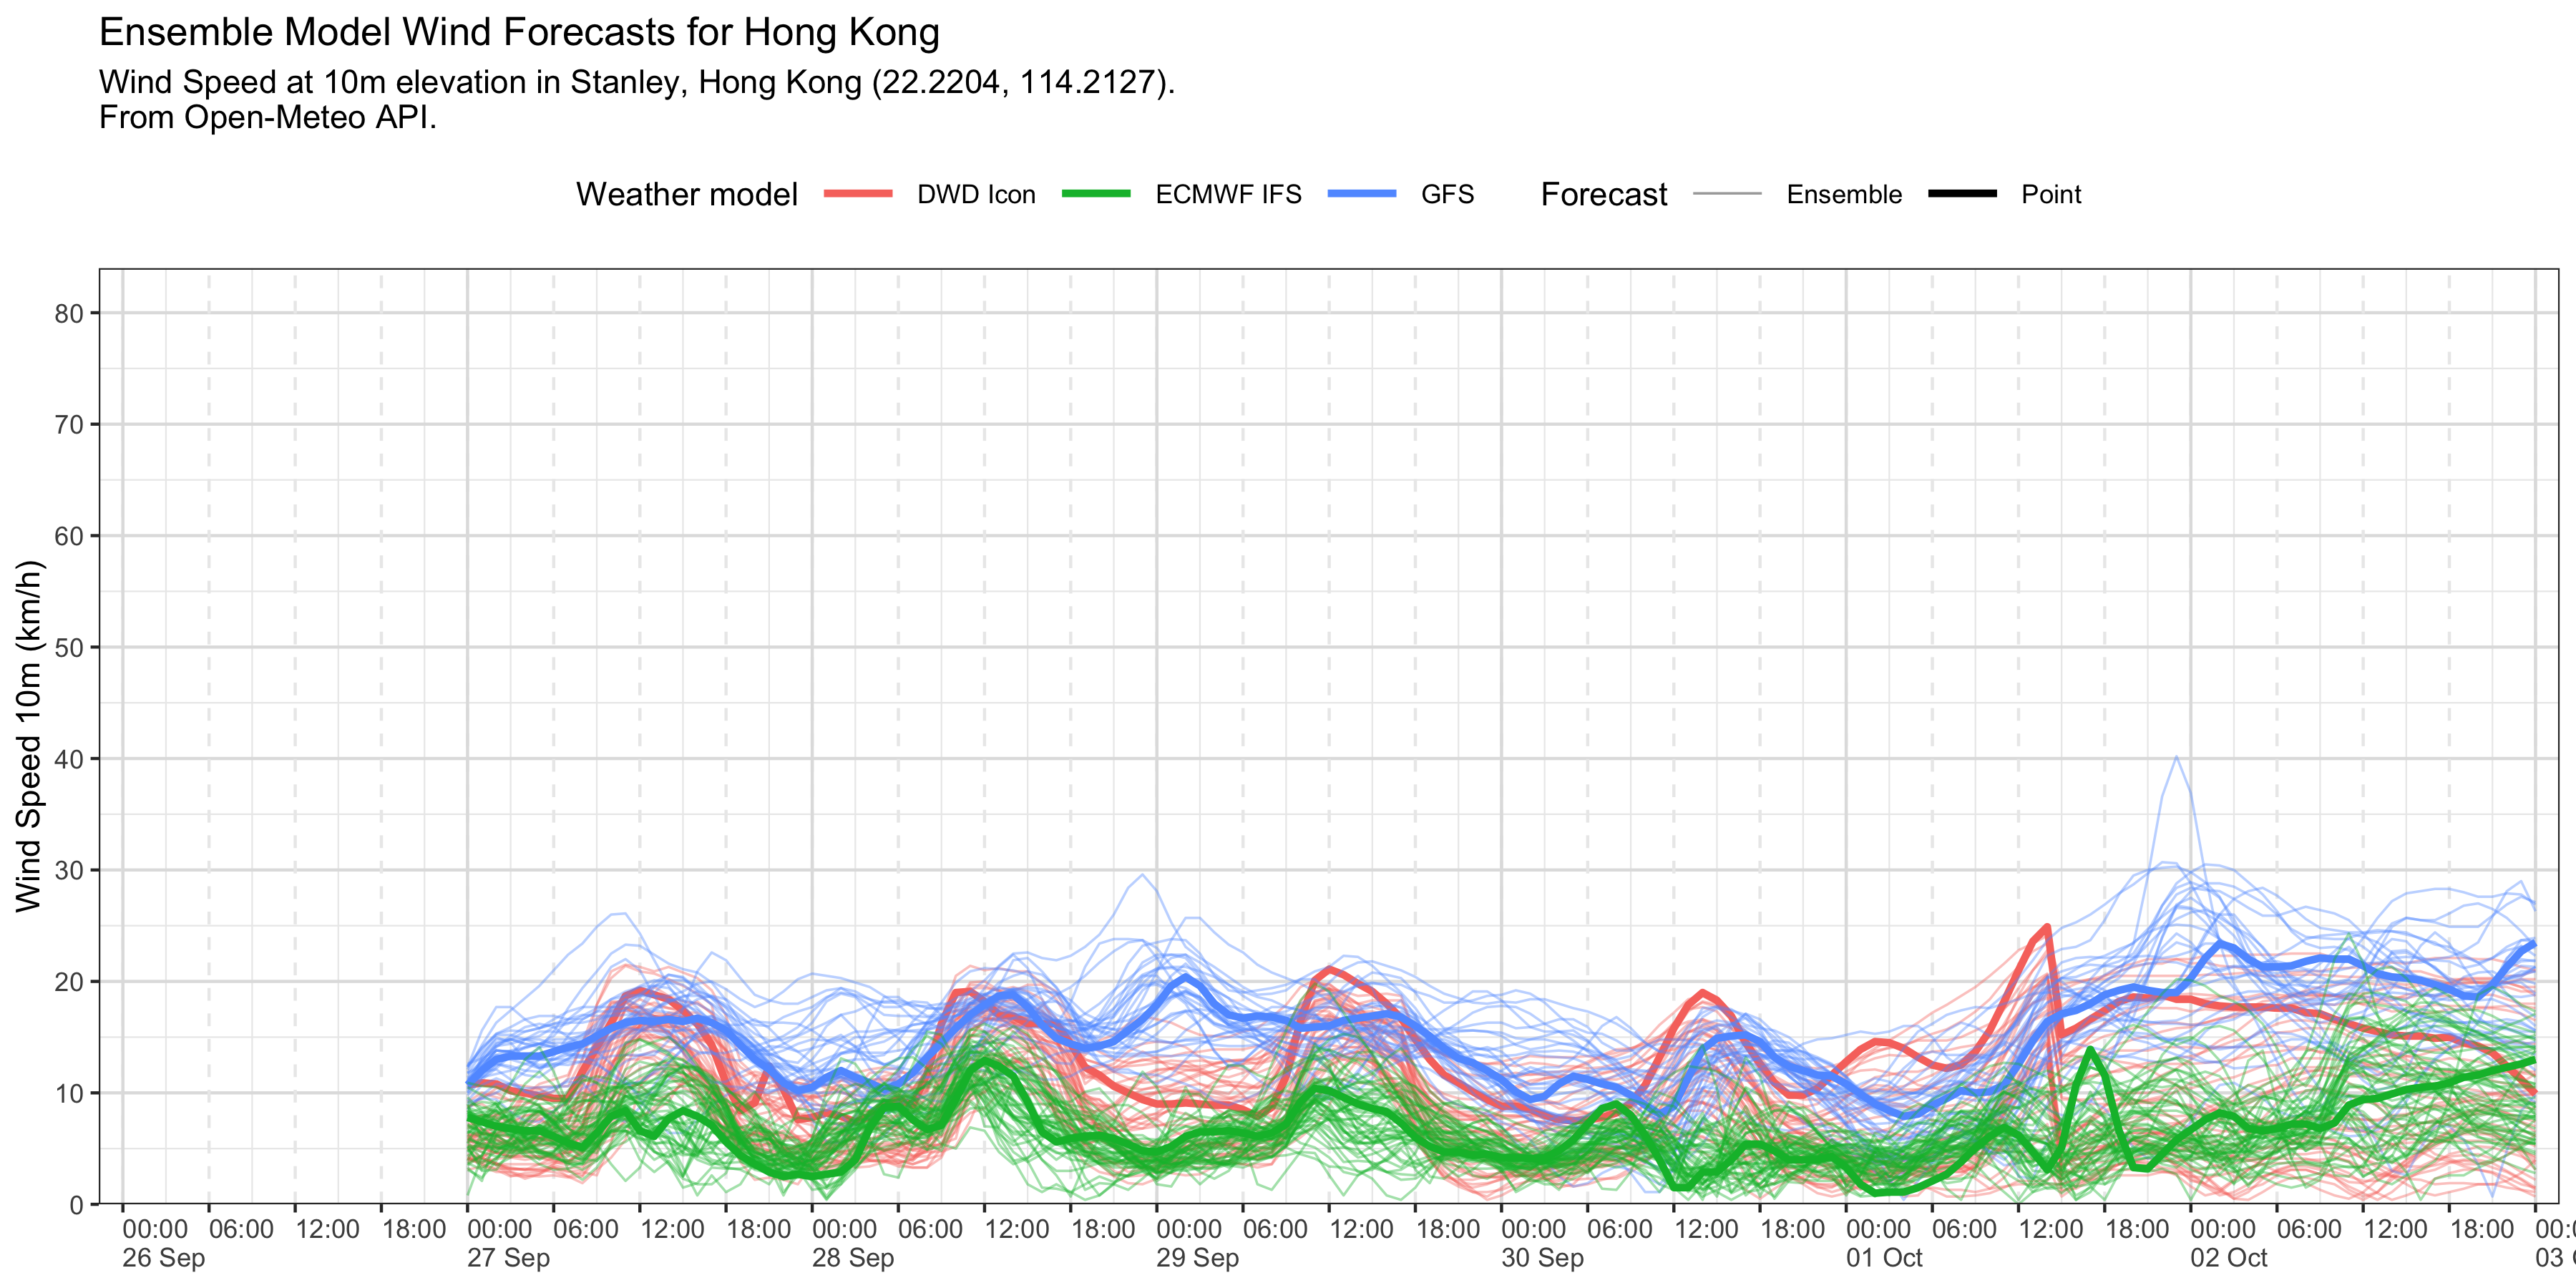 Ensemble Model Wind Forecasts for Hong Kong
Wind Speed at 10m elevation in Stanley, Hong Kong (22.2204, 114.2127).
From Open-Meteo API.
Weather model DWD Icon ECMWF IFS GFS Forecast Ensemble Point
Wind Speed 10m (km/h)
80
70
60
50
40
30
20
10
0
00:00 06:00 12:00 18:00 00:00 06:00 12:00 18:00 00:00 06:00 12:00 18:00 00:00 06:00 12:00 18:00 00:00 06:00 12:00 18:00 00:00 06:00 12:00 18:00 00:00 06:00 12:00 18:00 00:0
26 Sep 27 Sep 28 Sep 29 Sep 30 Sep 01 Oct 02 Oct 03